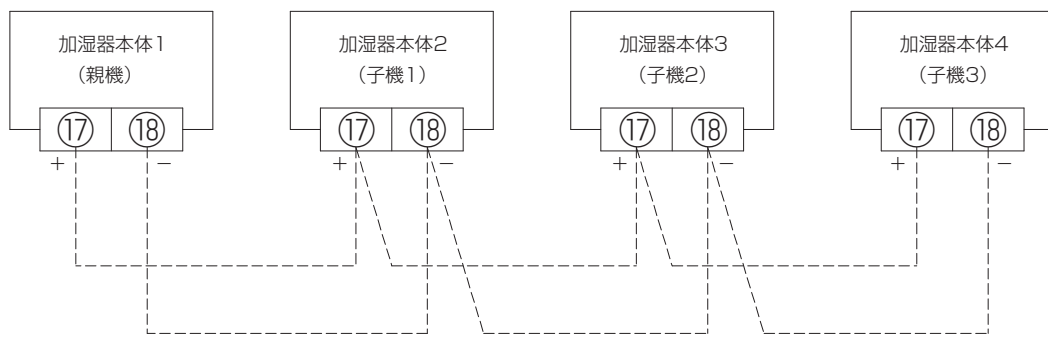 加湿器本体1
（親機）
⑰ ⑱
+ −
加湿器本体2
（子機1）
⑰ ⑱
+ −
加湿器本体3
（子機2）
⑰ ⑱
+ −
加湿器本体4
（子機3）
⑰ ⑱
+ −